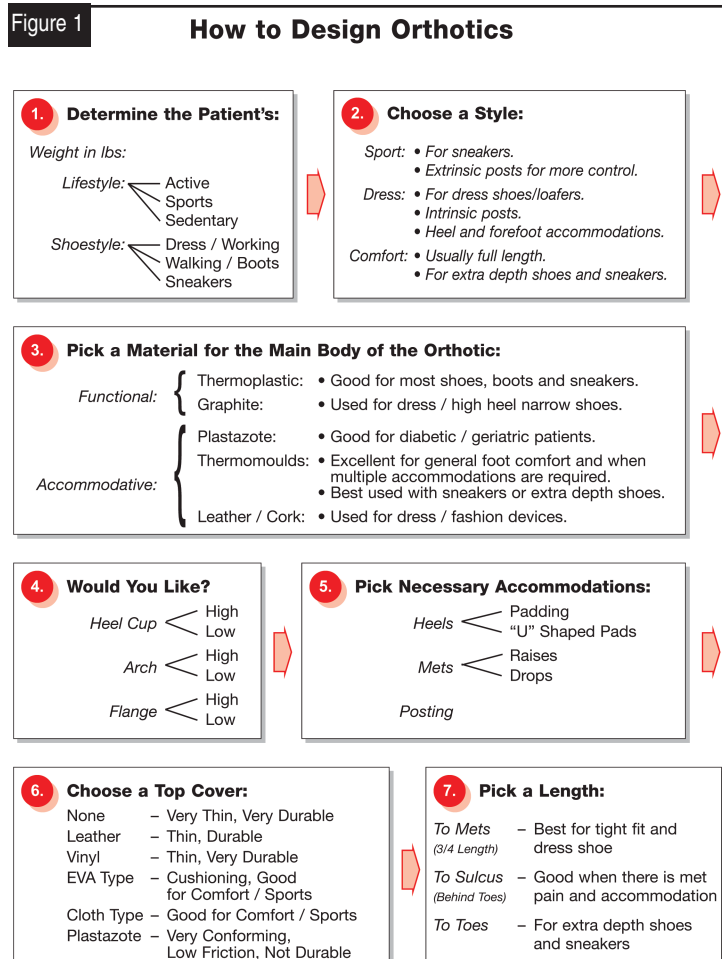 Figure 1
How to Design Orthotics
1. Determine the Patient's:
Weight in lbs:
Lifestyle: Active
Sports
Sedentary
Shoestyle: Dress / Working
Walking / Boots
Sneakers
2. Choose a Style:
Sport: • For sneakers.
• Extrinsic posts for more control.
Dress: • For dress shoes/loafers.
• Intrinsic posts.
• Heel and forefoot accommodations.
Comfort: • Usually full length.
• For extra depth shoes and sneakers.
3. Pick a Material for the Main Body of the Orthotic:
Functional:
Thermoplastic: • Good for most shoes, boots and sneakers.
Graphite: • Used for dress / high heel narrow shoes.
Accommodative:
Plastazote: • Good for diabetic / geriatric patients.
Thermomoulds: • Excellent for general foot comfort and when
multiple accommodations are required.
• Best used with sneakers or extra depth shoes.
Leather / Cork: • Used for dress / fashion devices.
4. Would You Like?
Heel Cup High
Low
Arch High
Low
Flange High
Low
5. Pick Necessary Accommodations:
Heels Padding
“U” Shaped Pads
Mets Raises
Drops
Posting
6. Choose a Top Cover:
None – Very Thin, Very Durable
Leather – Thin, Durable
Vinyl – Thin, Very Durable
EVA Type – Cushioning, Good
for Comfort / Sports
Cloth Type – Good for Comfort / Sports
Plastazote – Very Conforming,
Low Friction, Not Durable
7. Pick a Length:
To Mets – Best for tight fit and
(3/4 Length) dress shoe
To Sulcus – Good when there is met
(Behind Toes) pain and accommodation
To Toes – For extra depth shoes
and sneakers